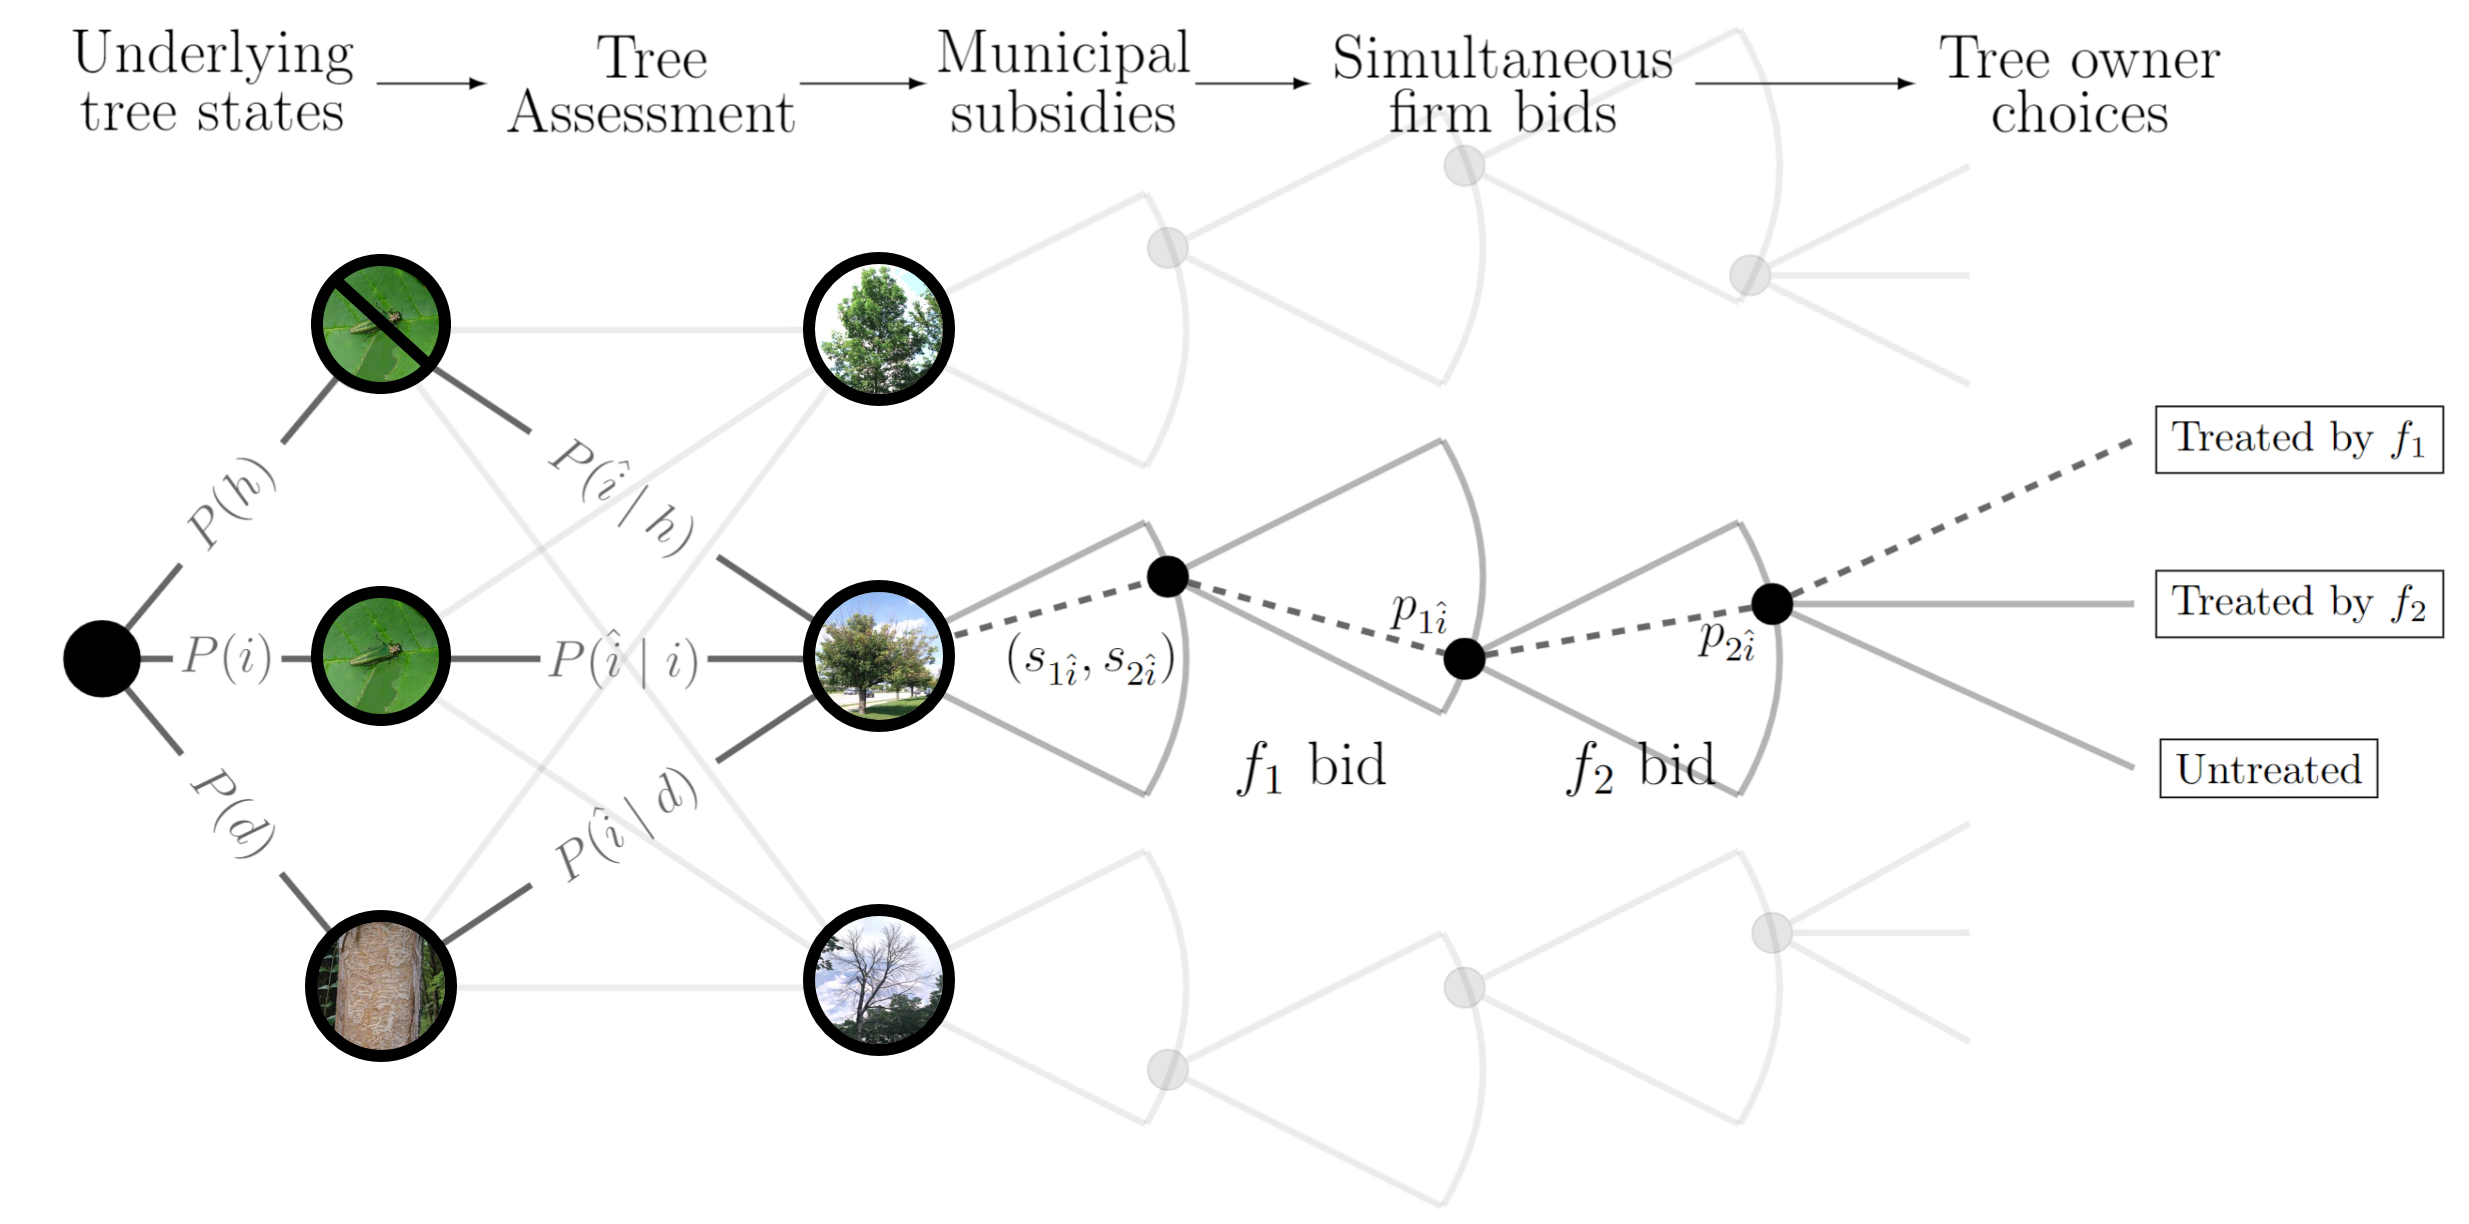 Underlying
tree states
Tree
Assessment
Municipal
subsidies
Simultaneous
firm bids
Tree owner
choices
P(h)
P(i)
P(d)
P(î | h)
P(î | i)
P(î | d)
(s₁î, s₂î)
p₁î
p₂î
f₁ bid
f₂ bid
Treated by f₁
Treated by f₂
Untreated